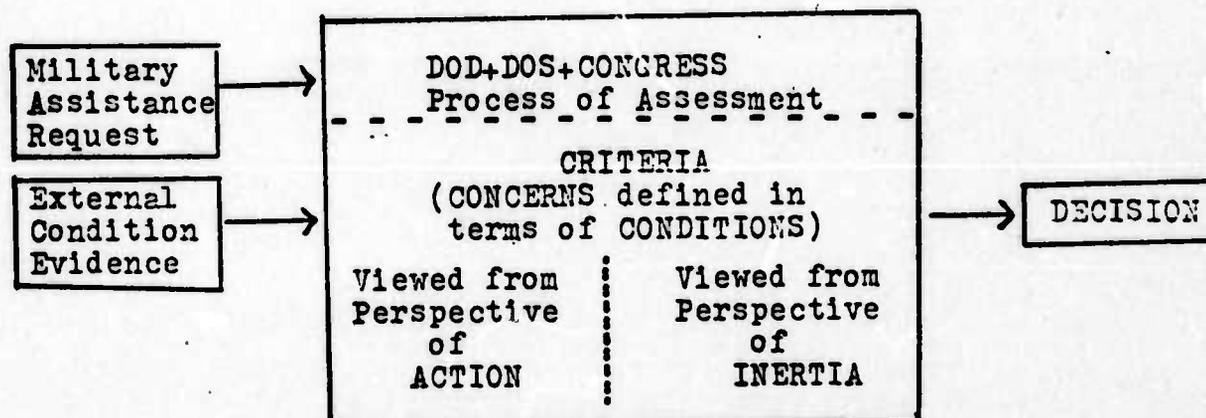 Military
Assistance
Request
External
Condition
Evidence
DOD+DOS+CONGRESS
Process of Assessment
CRITERIA
(CONCERNS defined in
terms of CONDITIONS)
Viewed from
Perspective
of
ACTION
Viewed from
Perspective
of
INERTIA
DECISION